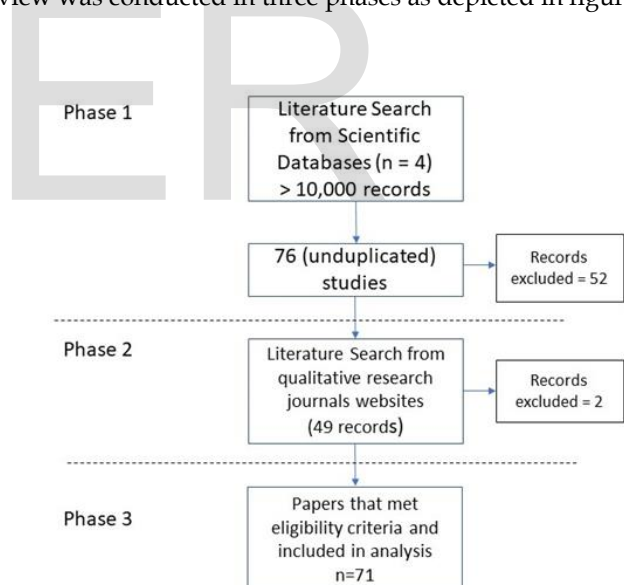 view was conducted in three phases as depicted in figur
ER
Phase 1
Literature Search
from Scientific
Databases (n = 4)
> 10,000 records
76 (unduplicated)
studies
Records
excluded = 52
Phase 2
Literature Search from
qualitative research
journals websites
(49 records)
Records
excluded = 2
Phase 3
Papers that met
eligibility criteria and
included in analysis
n=71